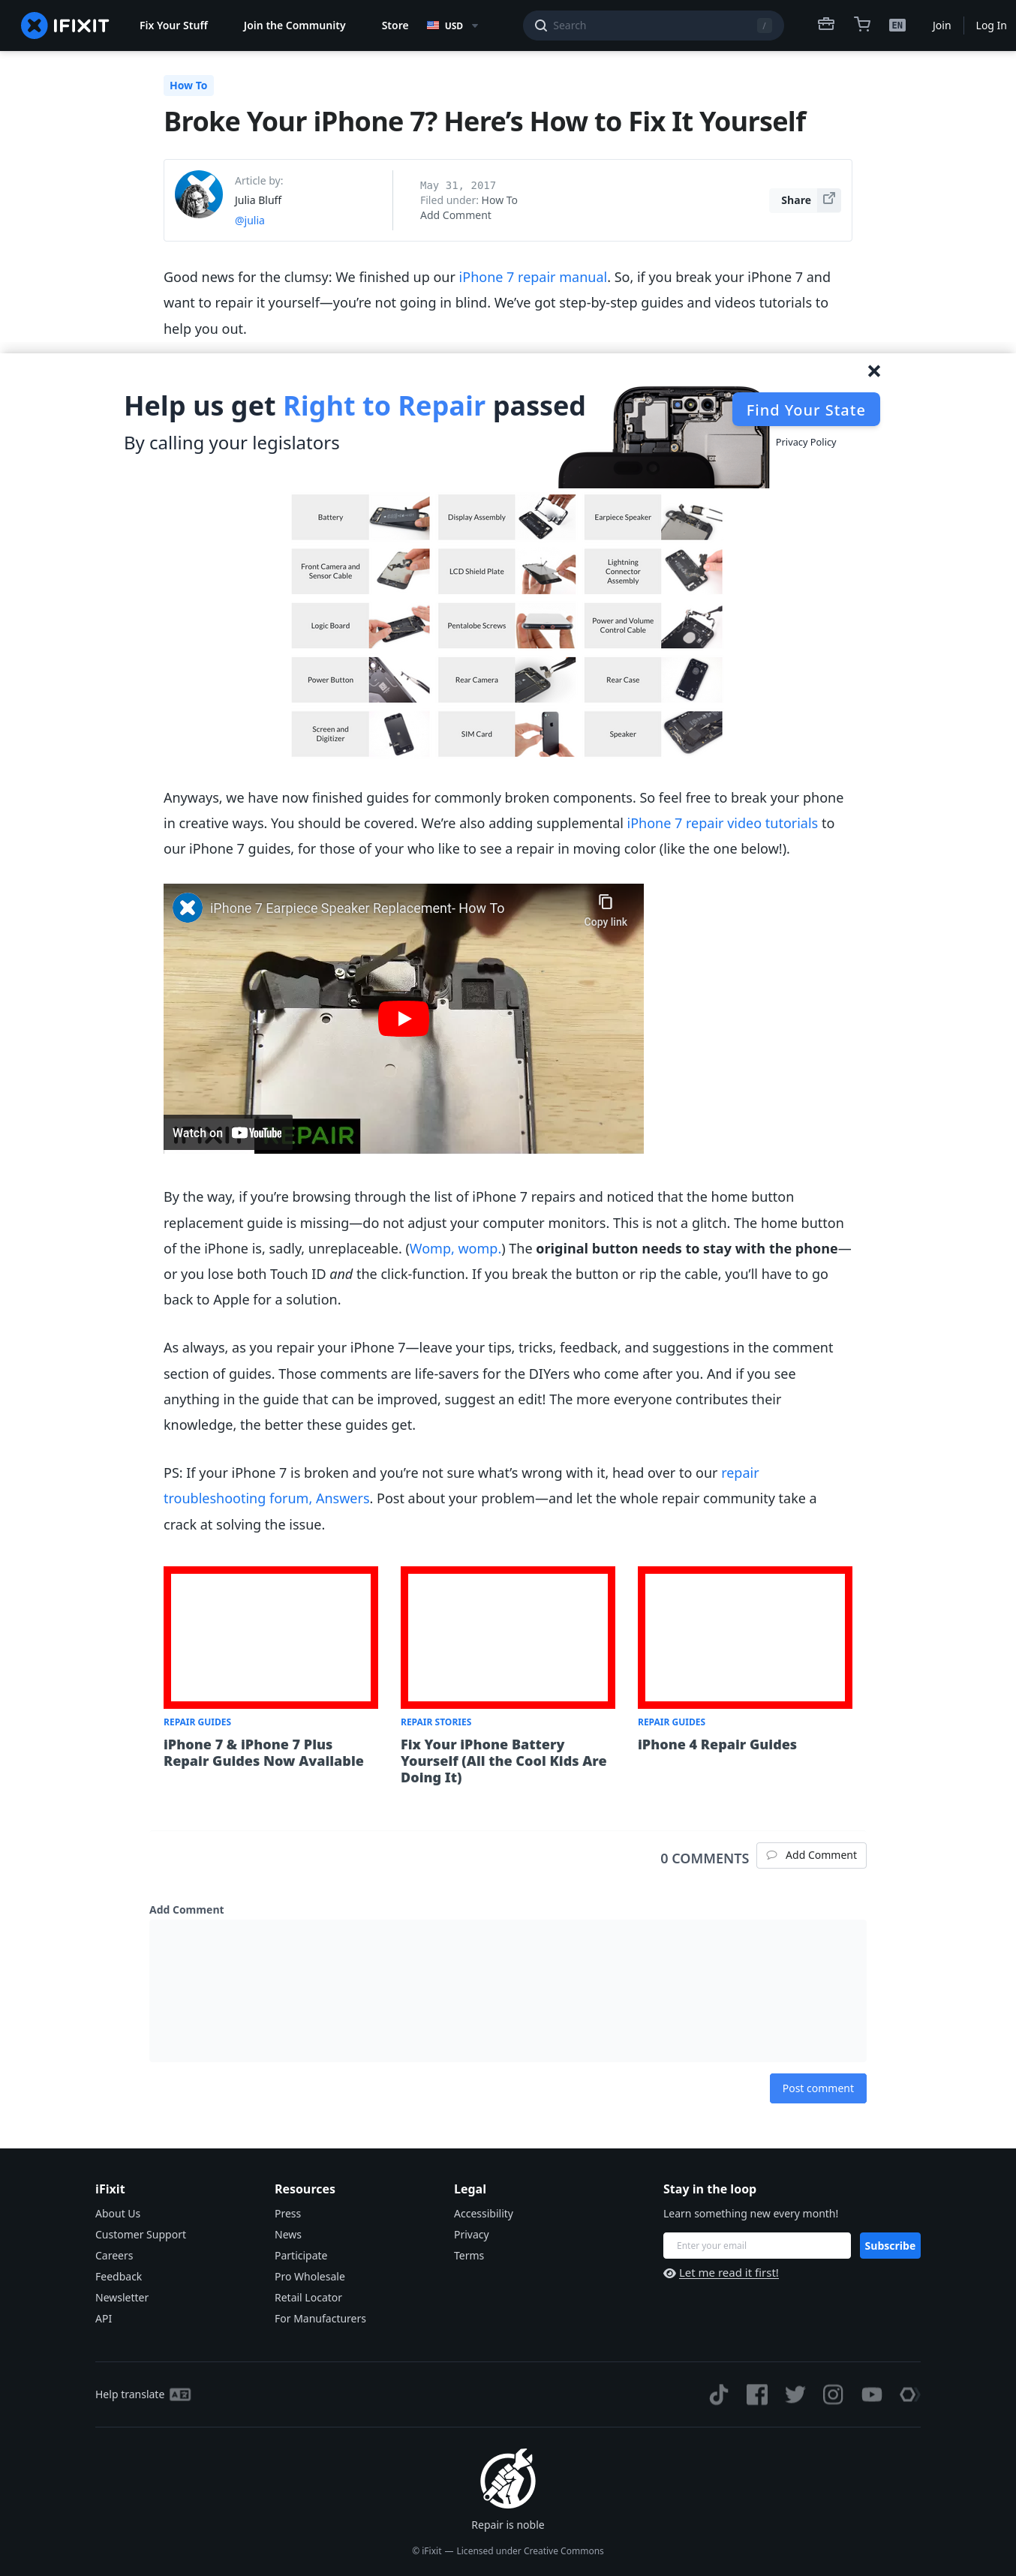 IFIXIT
Fix Your Stuff
Join the Community
Store
USD
Search
/
EN
Join
Log In
How To
Broke Your iPhone 7? Here’s How to Fix It Yourself
Article by:
Julia Bluff
@julia
May 31, 2017
Filed under: How To
Add Comment
Share
Good news for the clumsy: We finished up our iPhone 7 repair manual. So, if you break your iPhone 7 and
want to repair it yourself—you’re not going in blind. We’ve got step-by-step guides and videos tutorials to
help you out.
Help us get Right to Repair passed
By calling your legislators
Find Your State
Privacy Policy
Battery
Display Assembly
Earpiece Speaker
Front Camera and
Sensor Cable
LCD Shield Plate
Lightning
Connector
Assembly
Logic Board
Pentalobe Screws
Power and Volume
Control Cable
Power Button
Rear Camera
Rear Case
Screen and
Digitizer
SIM Card
Speaker
Anyways, we have now finished guides for commonly broken components. So feel free to break your phone
in creative ways. You should be covered. We’re also adding supplemental iPhone 7 repair video tutorials to
our iPhone 7 guides, for those of your who like to see a repair in moving color (like the one below!).
iPhone 7 Earpiece Speaker Replacement- How To
Copy link
Watch on YouTube
REPAIR
By the way, if you’re browsing through the list of iPhone 7 repairs and noticed that the home button
replacement guide is missing—do not adjust your computer monitors. This is not a glitch. The home button
of the iPhone is, sadly, unreplaceable. (Womp, womp.) The original button needs to stay with the phone—
or you lose both Touch ID and the click-function. If you break the button or rip the cable, you’ll have to go
back to Apple for a solution.
As always, as you repair your iPhone 7—leave your tips, tricks, feedback, and suggestions in the comment
section of guides. Those comments are life-savers for the DIYers who come after you. And if you see
anything in the guide that can be improved, suggest an edit! The more everyone contributes their
knowledge, the better these guides get.
PS: If your iPhone 7 is broken and you’re not sure what’s wrong with it, head over to our repair
troubleshooting forum, Answers. Post about your problem—and let the whole repair community take a
crack at solving the issue.
REPAIR GUIDES
iPhone 7 & iPhone 7 Plus
Repair Guides Now Available
REPAIR STORIES
Fix Your iPhone Battery
Yourself (All the Cool Kids Are
Doing It)
REPAIR GUIDES
iPhone 4 Repair Guides
0 COMMENTS
Add Comment
Add Comment
Post comment
iFixit
About Us
Customer Support
Careers
Feedback
Newsletter
API
Resources
Press
News
Participate
Pro Wholesale
Retail Locator
For Manufacturers
Legal
Accessibility
Privacy
Terms
Stay in the loop
Learn something new every month!
Enter your email
Subscribe
Let me read it first!
Help translate
Repair is noble
© iFixit — Licensed under Creative Commons